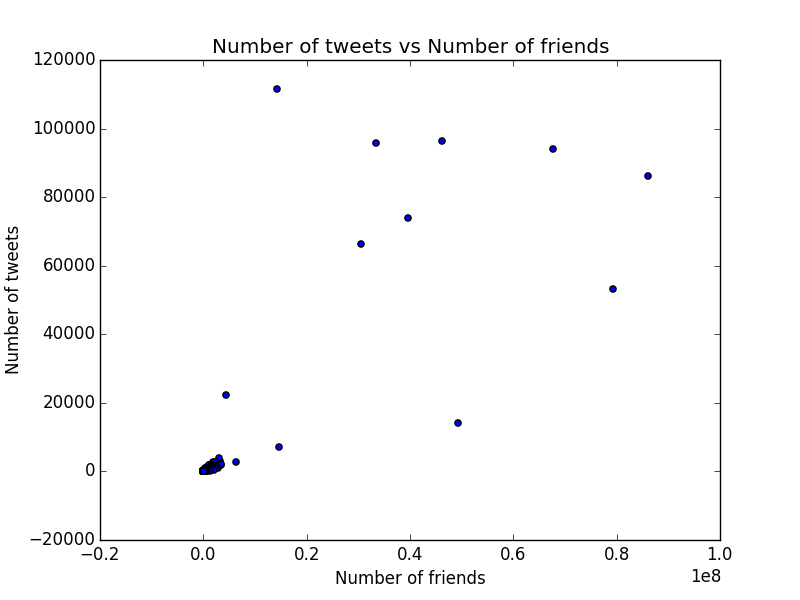 Number of tweets vs Number of friends
120000
100000
80000
60000
40000
20000
0
−20000
Number of tweets
−0.2 0.0 0.2 0.4 0.6 0.8 1.0
1e8
Number of friends